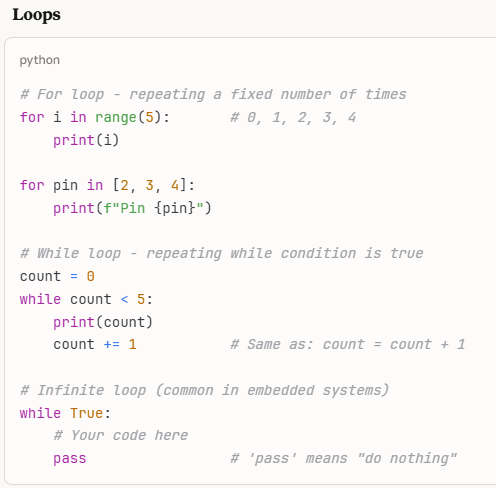 Loops
python
# For loop - repeating a fixed number of times
for i in range(5):       # 0, 1, 2, 3, 4
    print(i)

for pin in [2, 3, 4]:
    print(f"Pin {pin}")

# While loop - repeating while condition is true
count = 0
while count < 5:
    print(count)
    count += 1           # Same as: count = count + 1

# Infinite loop (common in embedded systems)
while True:
    # Your code here
    pass                 # 'pass' means "do nothing"